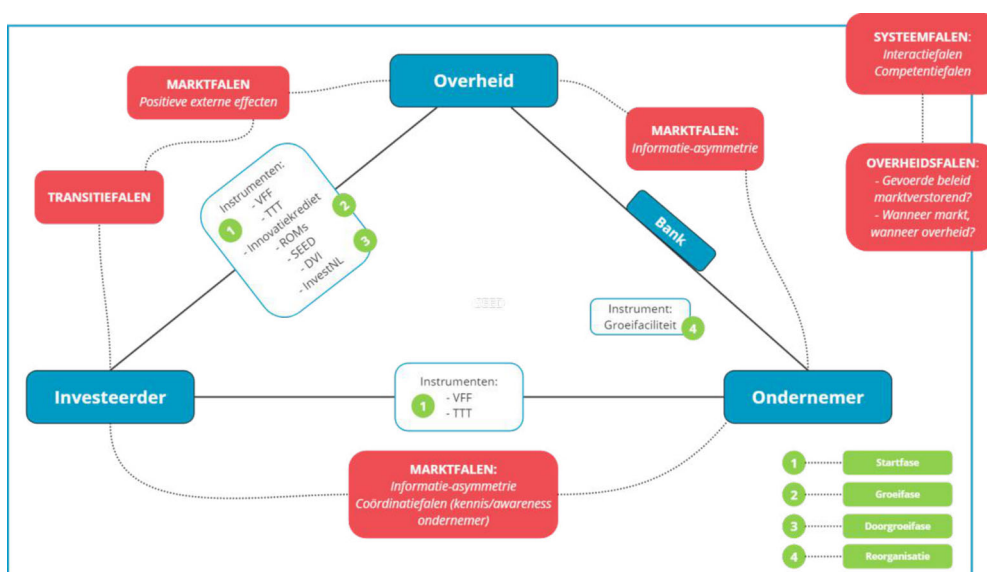 SYSTEEMFALEN:
Interactiefalen
Competentiefalen
Overheid
MARKTFALEN
Positieve externe effecten
MARKTFALEN:
Informatie-asymmetrie
OVERHEIDSFALEN:
- Gevoerde beleid
marktverstorend?
- Wanneer markt,
wanneer overheid?
TRANSITIEFALEN
Instrumenten:
- VFF
- TTT
- Innovatiekrediet
- ROMs
- SEED
- DVI
- InvestNL
1
2
3
Bank
SEED
Instrument:
Groeifaciliteit
4
Investeerder
Instrumenten:
- VFF
- TTT
1
Ondernemer
MARKTFALEN:
Informatie-asymmetrie
Coördinatiefalen (kennis/awareness
ondernemer)
1 Startfase
2 Groeifase
3 Doorgroeifase
4 Reorganisatie